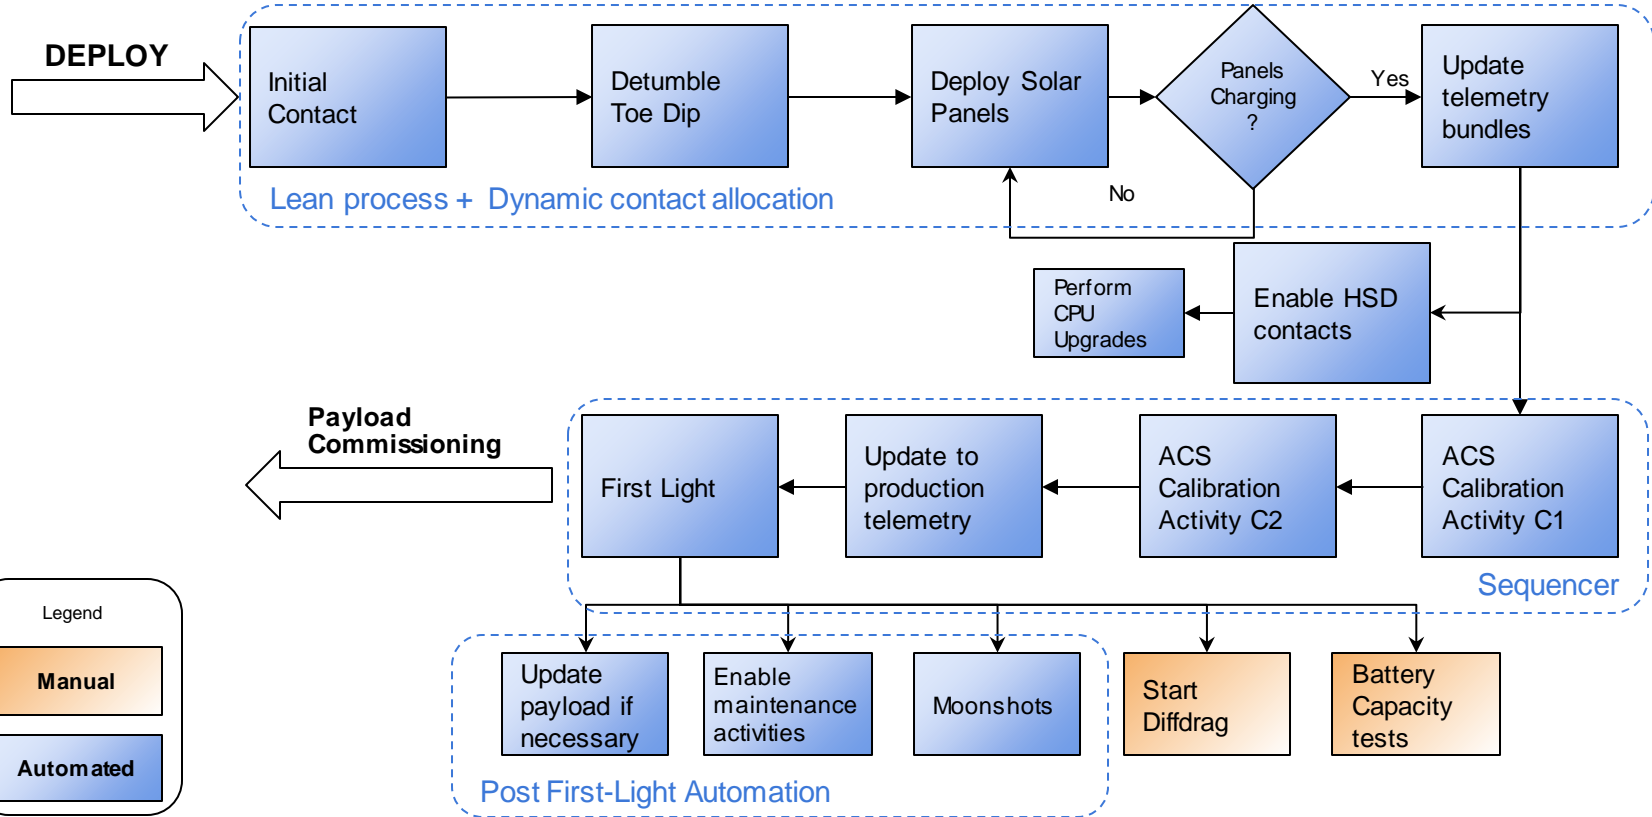 DEPLOY
Initial
Contact
Detumble
Toe Dip
Deploy Solar
Panels
Panels
Charging
?
Yes
Update
telemetry
bundles
No
Lean process + Dynamic contact allocation
Perform
CPU
Upgrades
Enable HSD
contacts
Payload
Commissioning
First Light
Update to
production
telemetry
ACS
Calibration
Activity C2
ACS
Calibration
Activity C1
Sequencer
Legend
Manual
Automated
Update
payload if
necessary
Enable
maintenance
activities
Moonshots
Start
Diffdrag
Battery
Capacity
tests
Post First-Light Automation